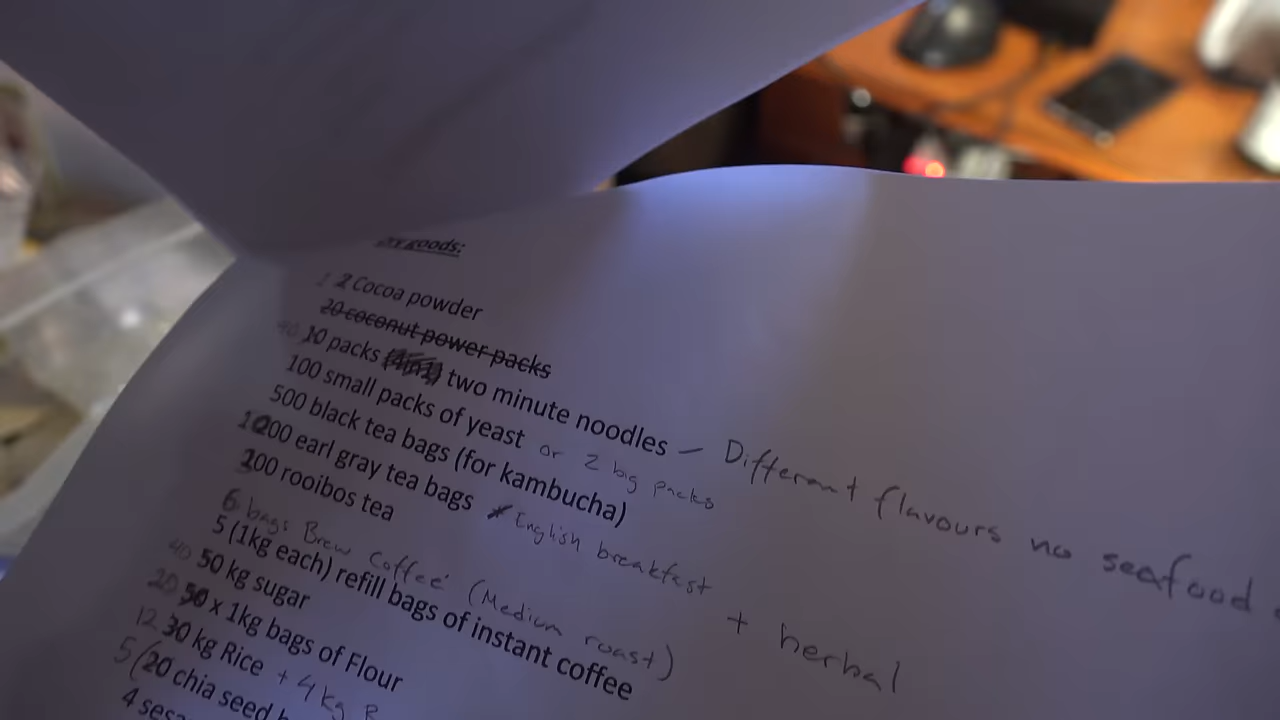 goods:
2 Cocoa powder
20 coconut power packs
40 10 packs (4in1) two minute noodles – Different flavours no seafood
100 small packs of yeast or 2 big packs
500 black tea bags (for kambucha)
200 earl gray tea bags English breakfast + herbal
200 rooibos tea
6 bags Brew Coffee (Medium roast)
5 (1kg each) refill bags of instant coffee
40 50 kg sugar
20 50 x 1kg bags of Flour
12 30 kg Rice + 4 kg
5 (20 chia seed
4